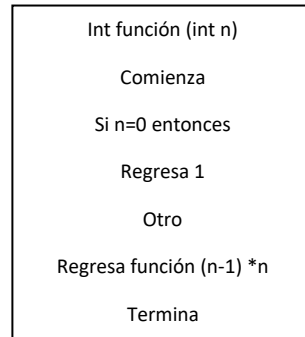 Int función (int n)
Comienza
Si n=0 entonces
Regresa 1
Otro
Regresa función (n-1) *n
Termina